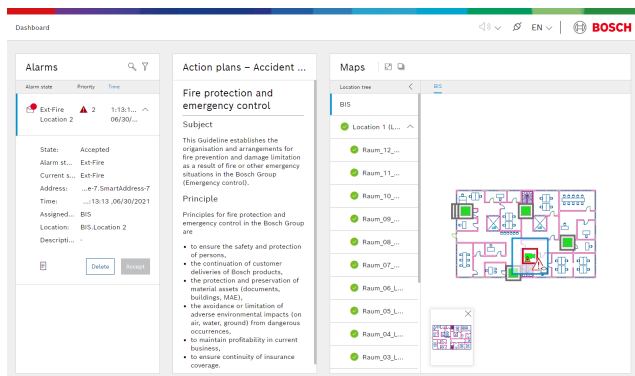 Dashboard
EN
BOSCH
Alarms
Alarm state Priority Time
Ext-Fire 2 1:13:1...
Location 2 06/30/...
State: Accepted
Alarm st... Ext-Fire
Current s... Ext-Fire
Address: ...e-7.SmartAddress-7
Time: ...:13:13 ,06/30/2021
Assigned... BIS
Location: BIS.Location 2
Descripti... -
Delete Accept
Action plans – Accident ...
Fire protection and
emergency control
Subject
This Guideline establishes the
origanisation and arrangements for
fire prevention and damage limitation
as a result of fire or other emergency
situations in the Bosch Group
(Emergency control).
Principle
Principles for fire protection and
emergency control in the Bosch Group
are
• to ensure the safety and protection
of persons,
• the continuation of customer
deliveries of Bosch products,
• the protection and preservation of
material assets (documents,
buildings, MAE),
• the avoidance or limitation of
adverse environmental impacts (on
air, water, ground) from dangerous
occurrences,
• to maintain profitability in current
business,
• to ensure continuity of insurance
coverage.
Maps
Location tree
BIS
Location 1 (L...
Raum_12_...
Raum_11_...
Raum_10_...
Raum_09_...
Raum_08_...
Raum_07_...
Raum_06_L...
Raum_05_L...
Raum_04_L...
Raum_03_L...
BIS